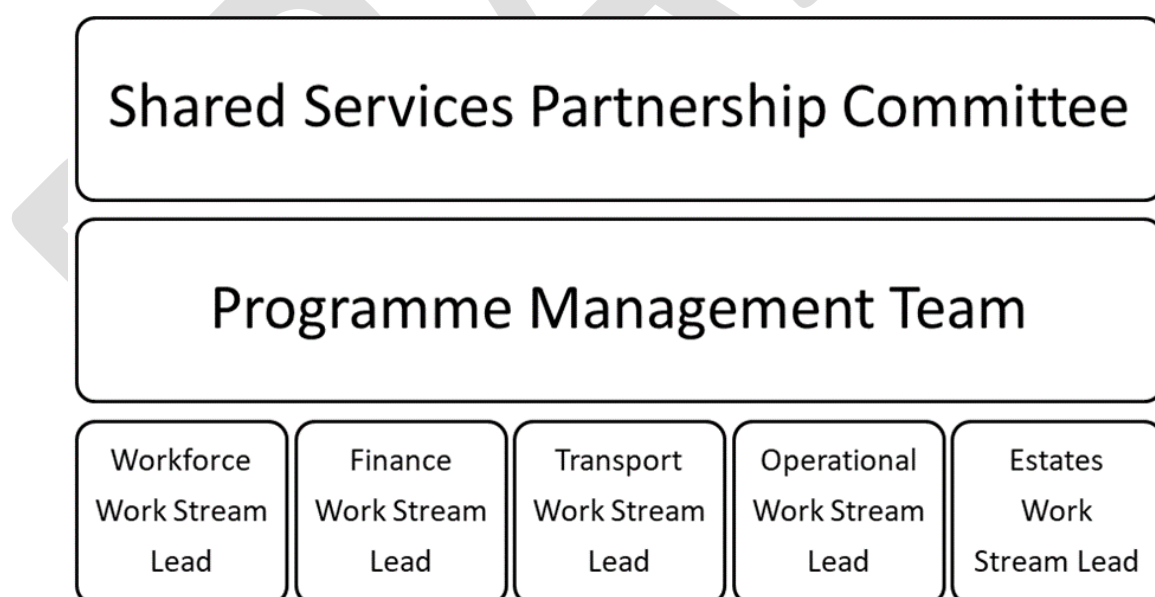 Shared Services Partnership Committee
Programme Management Team
Workforce
Work Stream
Lead
Finance
Work Stream
Lead
Transport
Work Stream
Lead
Operational
Work Stream
Lead
Estates
Work
Stream Lead